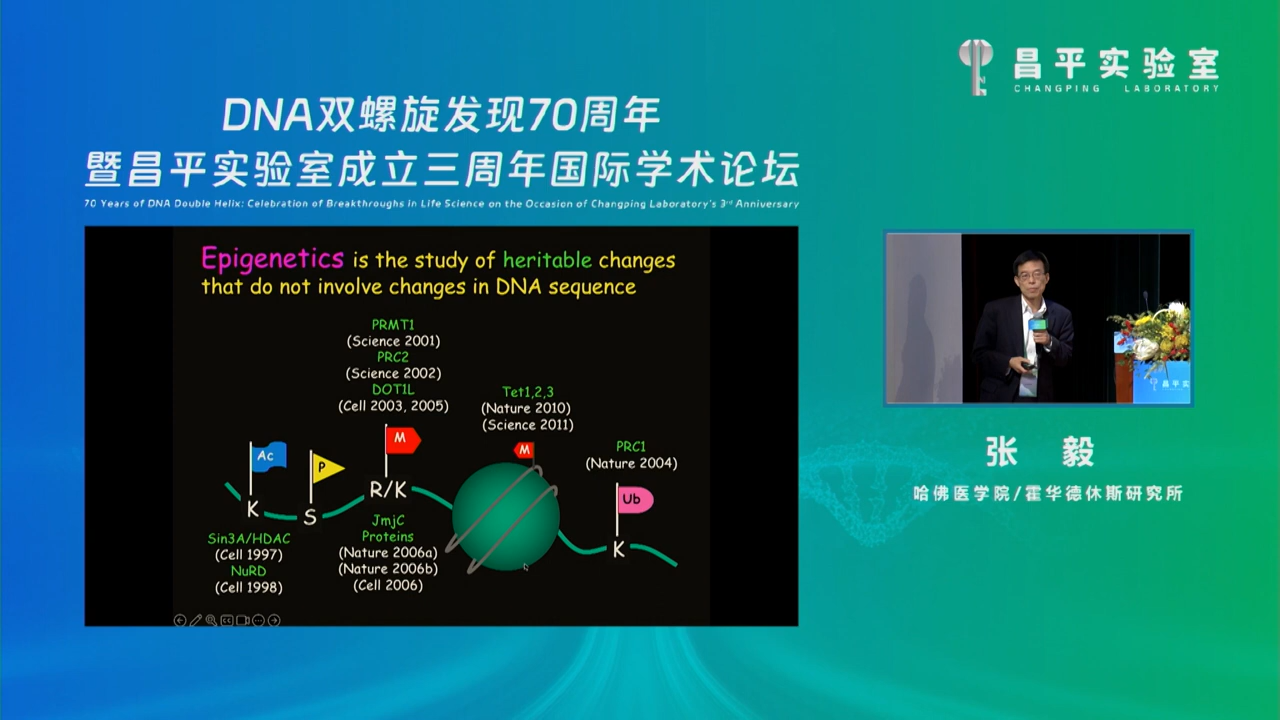 昌平实验室
CHANGPING LABORATORY
DNA双螺旋发现70周年
暨昌平实验室成立三周年国际学术论坛
70 Years of DNA Double Helix: Celebration of Breakthroughs in Life Science on the Occasion of Changping Laboratory's 3rd Anniversary
Epigenetics is the study of heritable changes
that do not involve changes in DNA sequence
PRMT1
(Science 2001)
PRC2
(Science 2002)
DOT1L
(Cell 2003, 2005)
Tet1,2,3
(Nature 2010)
(Science 2011)
PRC1
(Nature 2004)
Ac
P
M
M
Ub
K
S
R/K
K
Sin3A/HDAC
(Cell 1997)
NuRD
(Cell 1998)
JmjC
Proteins
(Nature 2006a)
(Nature 2006b)
(Cell 2006)
昌平实
张 毅
哈佛医学院/霍华德休斯研究所